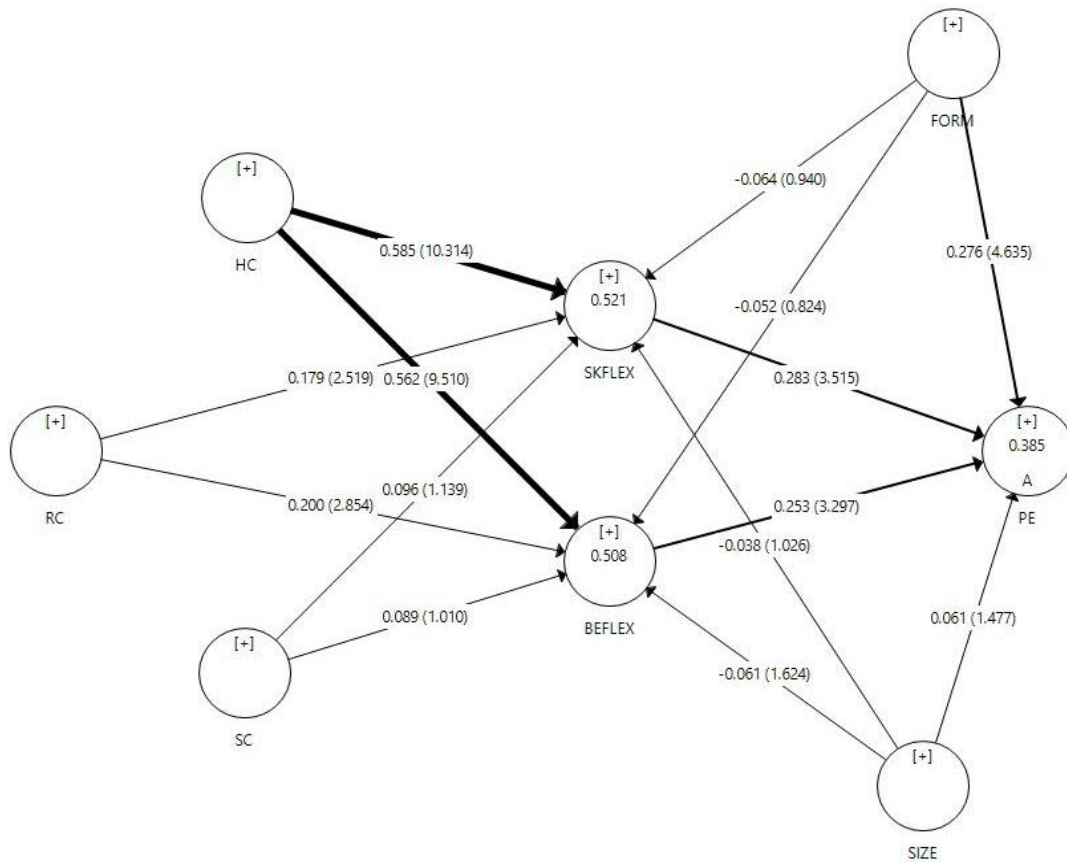 [+]
FORM
-0.064 (0.940)
[+]
HC
0.585 (10.314)
0.276 (4.635)
[+]
0.521
SKFLEX
-0.052 (0.824)
0.179 (2.519)
0.562 (9.510)
0.283 (3.515)
[+]
RC
[+]
0.385
A
PE
0.096 (1.139)
0.200 (2.854)
0.253 (3.297)
[+]
0.508
BEFLEX
-0.038 (1.026)
0.089 (1.010)
0.061 (1.477)
[+]
SC
-0.061 (1.624)
[+]
SIZE